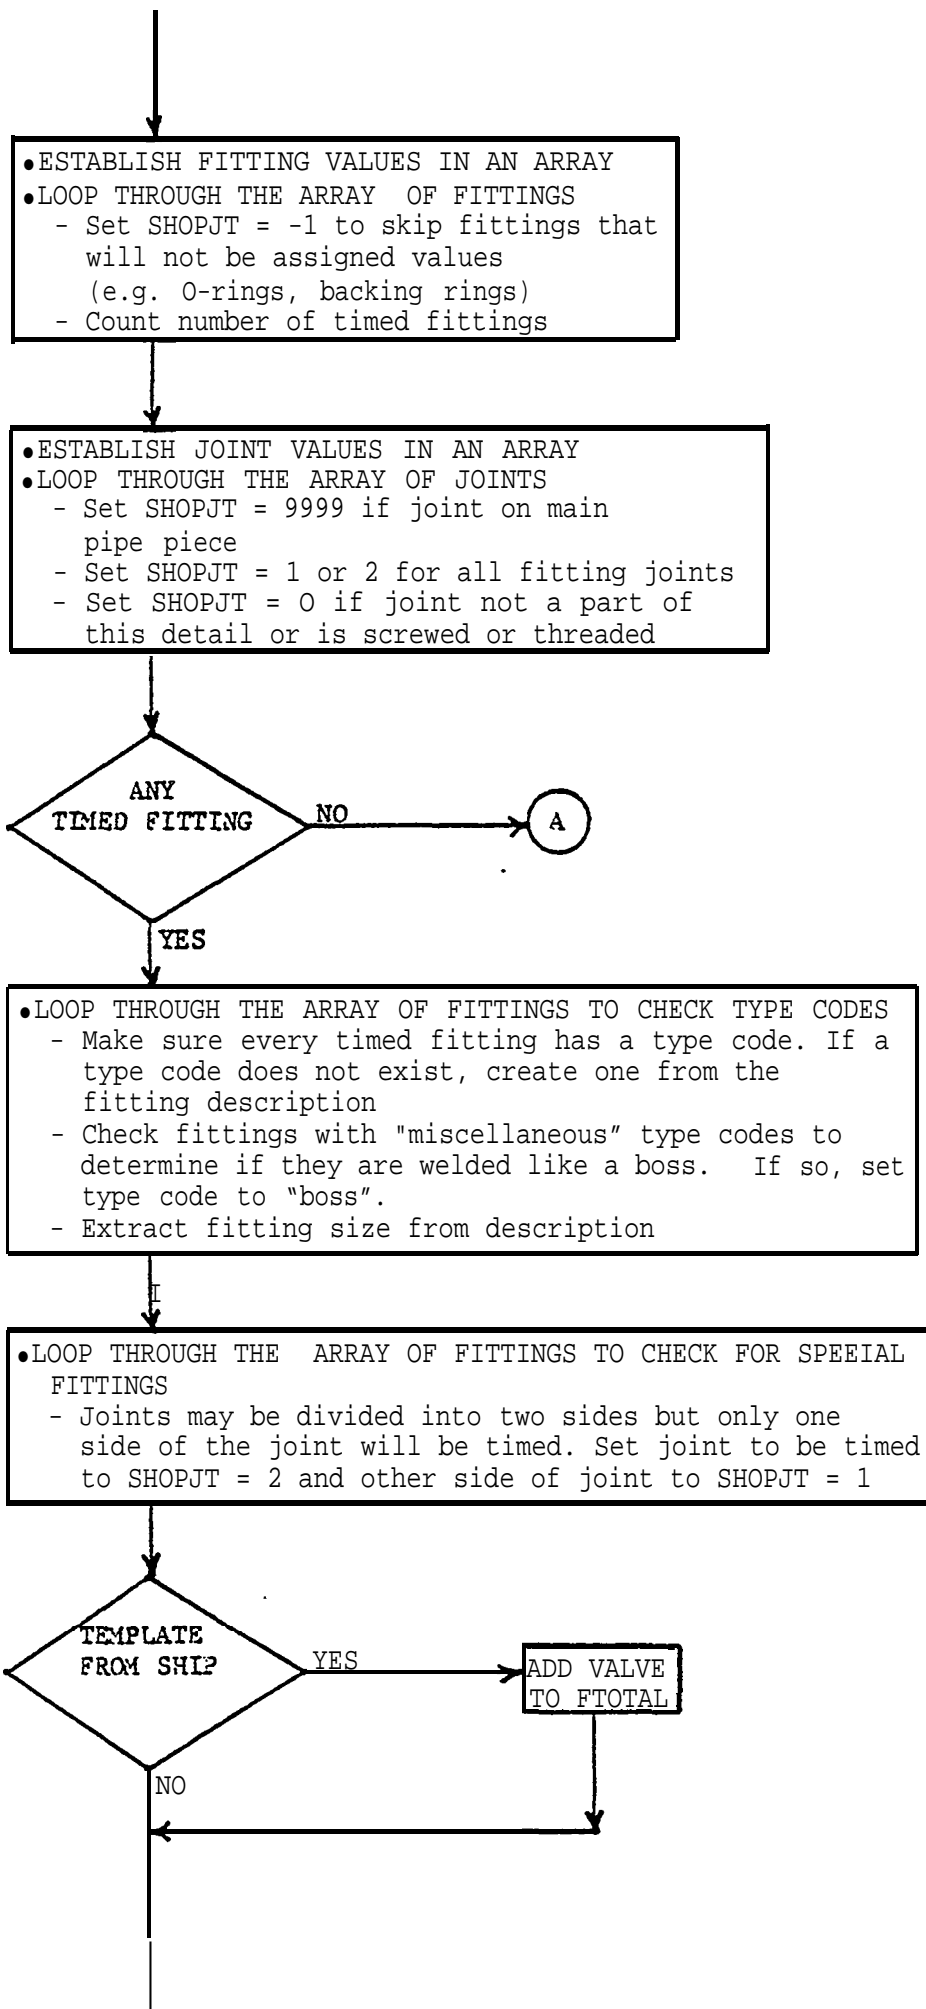 •ESTABLISH FITTING VALUES IN AN ARRAY
•LOOP THROUGH THE ARRAY OF FITTINGS
- Set SHOPJT = -1 to skip fittings that
will not be assigned values
(e.g. O-rings, backing rings)
- Count number of timed fittings
•ESTABLISH JOINT VALUES IN AN ARRAY
•LOOP THROUGH THE ARRAY OF JOINTS
- Set SHOPJT = 9999 if joint on main
pipe piece
- Set SHOPJT = 1 or 2 for all fitting joints
- Set SHOPJT = O if joint not a part of
this detail or is screwed or threaded
ANY
TIMED FITTING
NO
A
YES
•LOOP THROUGH THE ARRAY OF FITTINGS TO CHECK TYPE CODES
- Make sure every timed fitting has a type code. If a
type code does not exist, create one from the
fitting description
- Check fittings with "miscellaneous" type codes to
determine if they are welded like a boss. If so, set
type code to "boss".
- Extract fitting size from description
I
•LOOP THROUGH THE ARRAY OF FITTINGS TO CHECK FOR SPEEIAL
FITTINGS
- Joints may be divided into two sides but only one
side of the joint will be timed. Set joint to be timed
to SHOPJT = 2 and other side of joint to SHOPJT = 1
TEMPLATE
FROM SHIP
YES
ADD VALVE
TO FTOTAL
NO